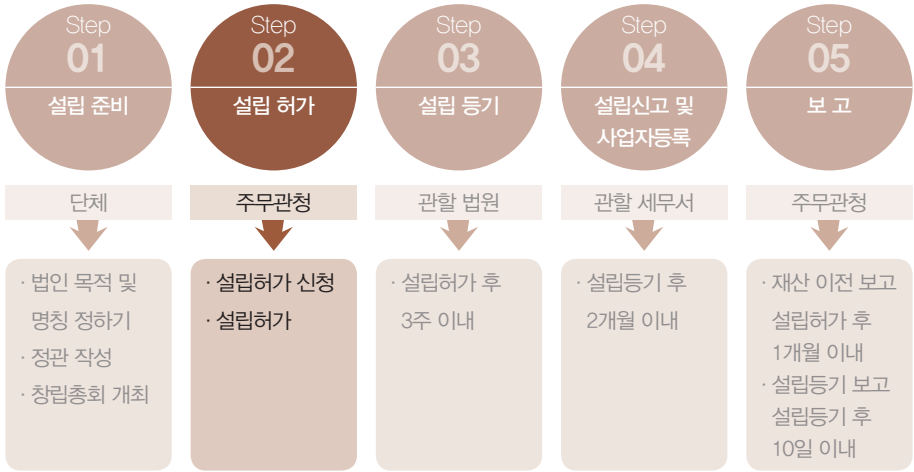 Step
01
설립 준비
단체
· 법인 목적 및
명칭 정하기
· 정관 작성
· 창립총회 개최
Step
02
설립 허가
주무관청
· 설립허가 신청
· 설립허가
Step
03
설립 등기
관할 법원
· 설립허가 후
3주 이내
Step
04
설립신고 및
사업자등록
관할 세무서
· 설립등기 후
2개월 이내
Step
05
보 고
주무관청
· 재산 이전 보고
설립허가 후
1개월 이내
· 설립등기 보고
설립등기 후
10일 이내